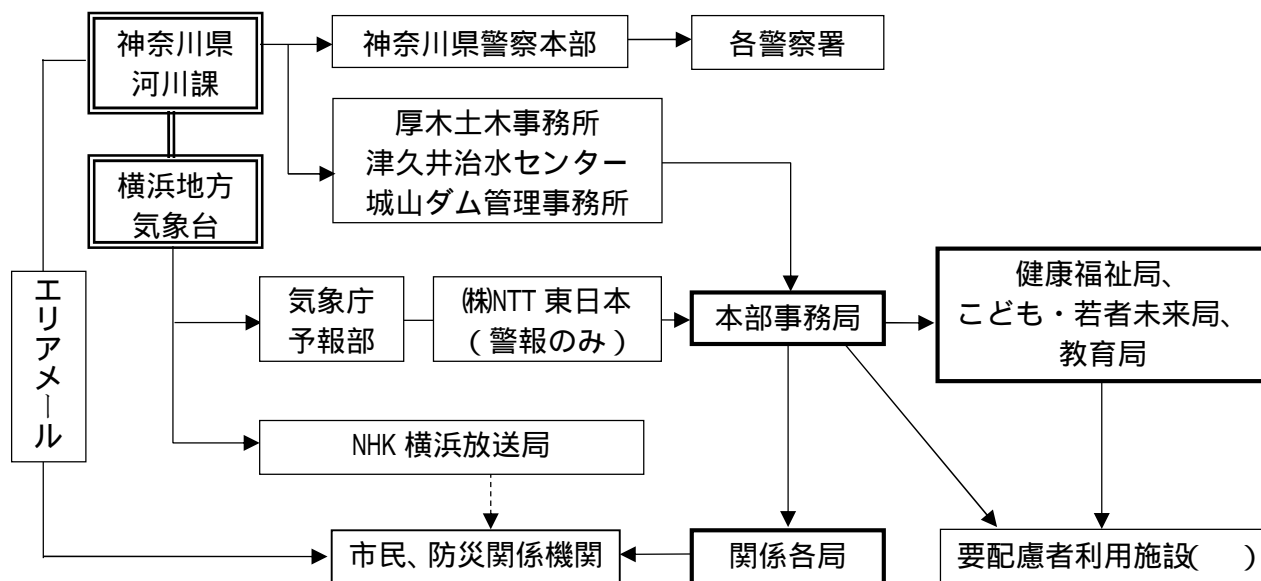 神奈川県
河川課
神奈川県警察本部
各警察署
厚木土木事務所
津久井治水センター
城山ダム管理事務所
横浜地方
気象台
エリアメール
気象庁
予報部
㈱NTT 東日本
(警報のみ)
本部事務局
健康福祉局、
こども・若者未来局、
教育局
NHK 横浜放送局
市民、防災関係機関
関係各局
要配慮者利用施設(　)